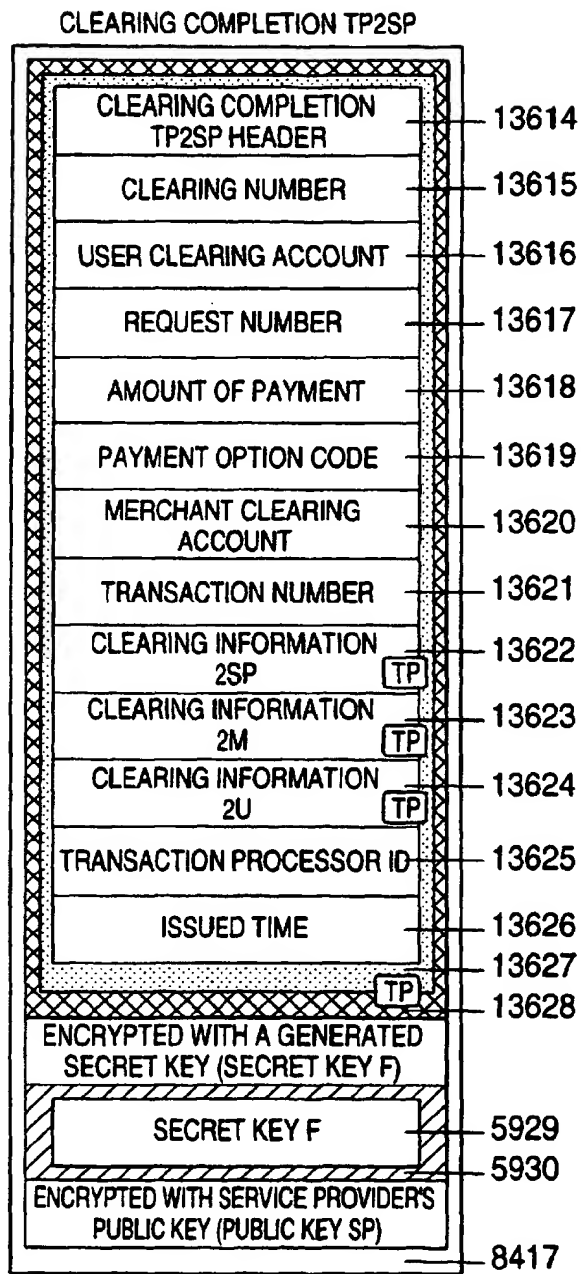 CLEARING COMPLETION TP2SP
CLEARING COMPLETION
TP2SP HEADER
13614
CLEARING NUMBER
13615
USER CLEARING ACCOUNT
13616
REQUEST NUMBER
13617
AMOUNT OF PAYMENT
13618
PAYMENT OPTION CODE
13619
MERCHANT CLEARING
ACCOUNT
13620
TRANSACTION NUMBER
13621
CLEARING INFORMATION
2SP
TP
13622
CLEARING INFORMATION
2M
TP
13623
CLEARING INFORMATION
2U
TP
13624
TRANSACTION PROCESSOR ID
13625
ISSUED TIME
13626
13627
TP
13628
ENCRYPTED WITH A GENERATED
SECRET KEY (SECRET KEY F)
SECRET KEY F
5929
5930
ENCRYPTED WITH SERVICE PROVIDER'S
PUBLIC KEY (PUBLIC KEY SP)
8417